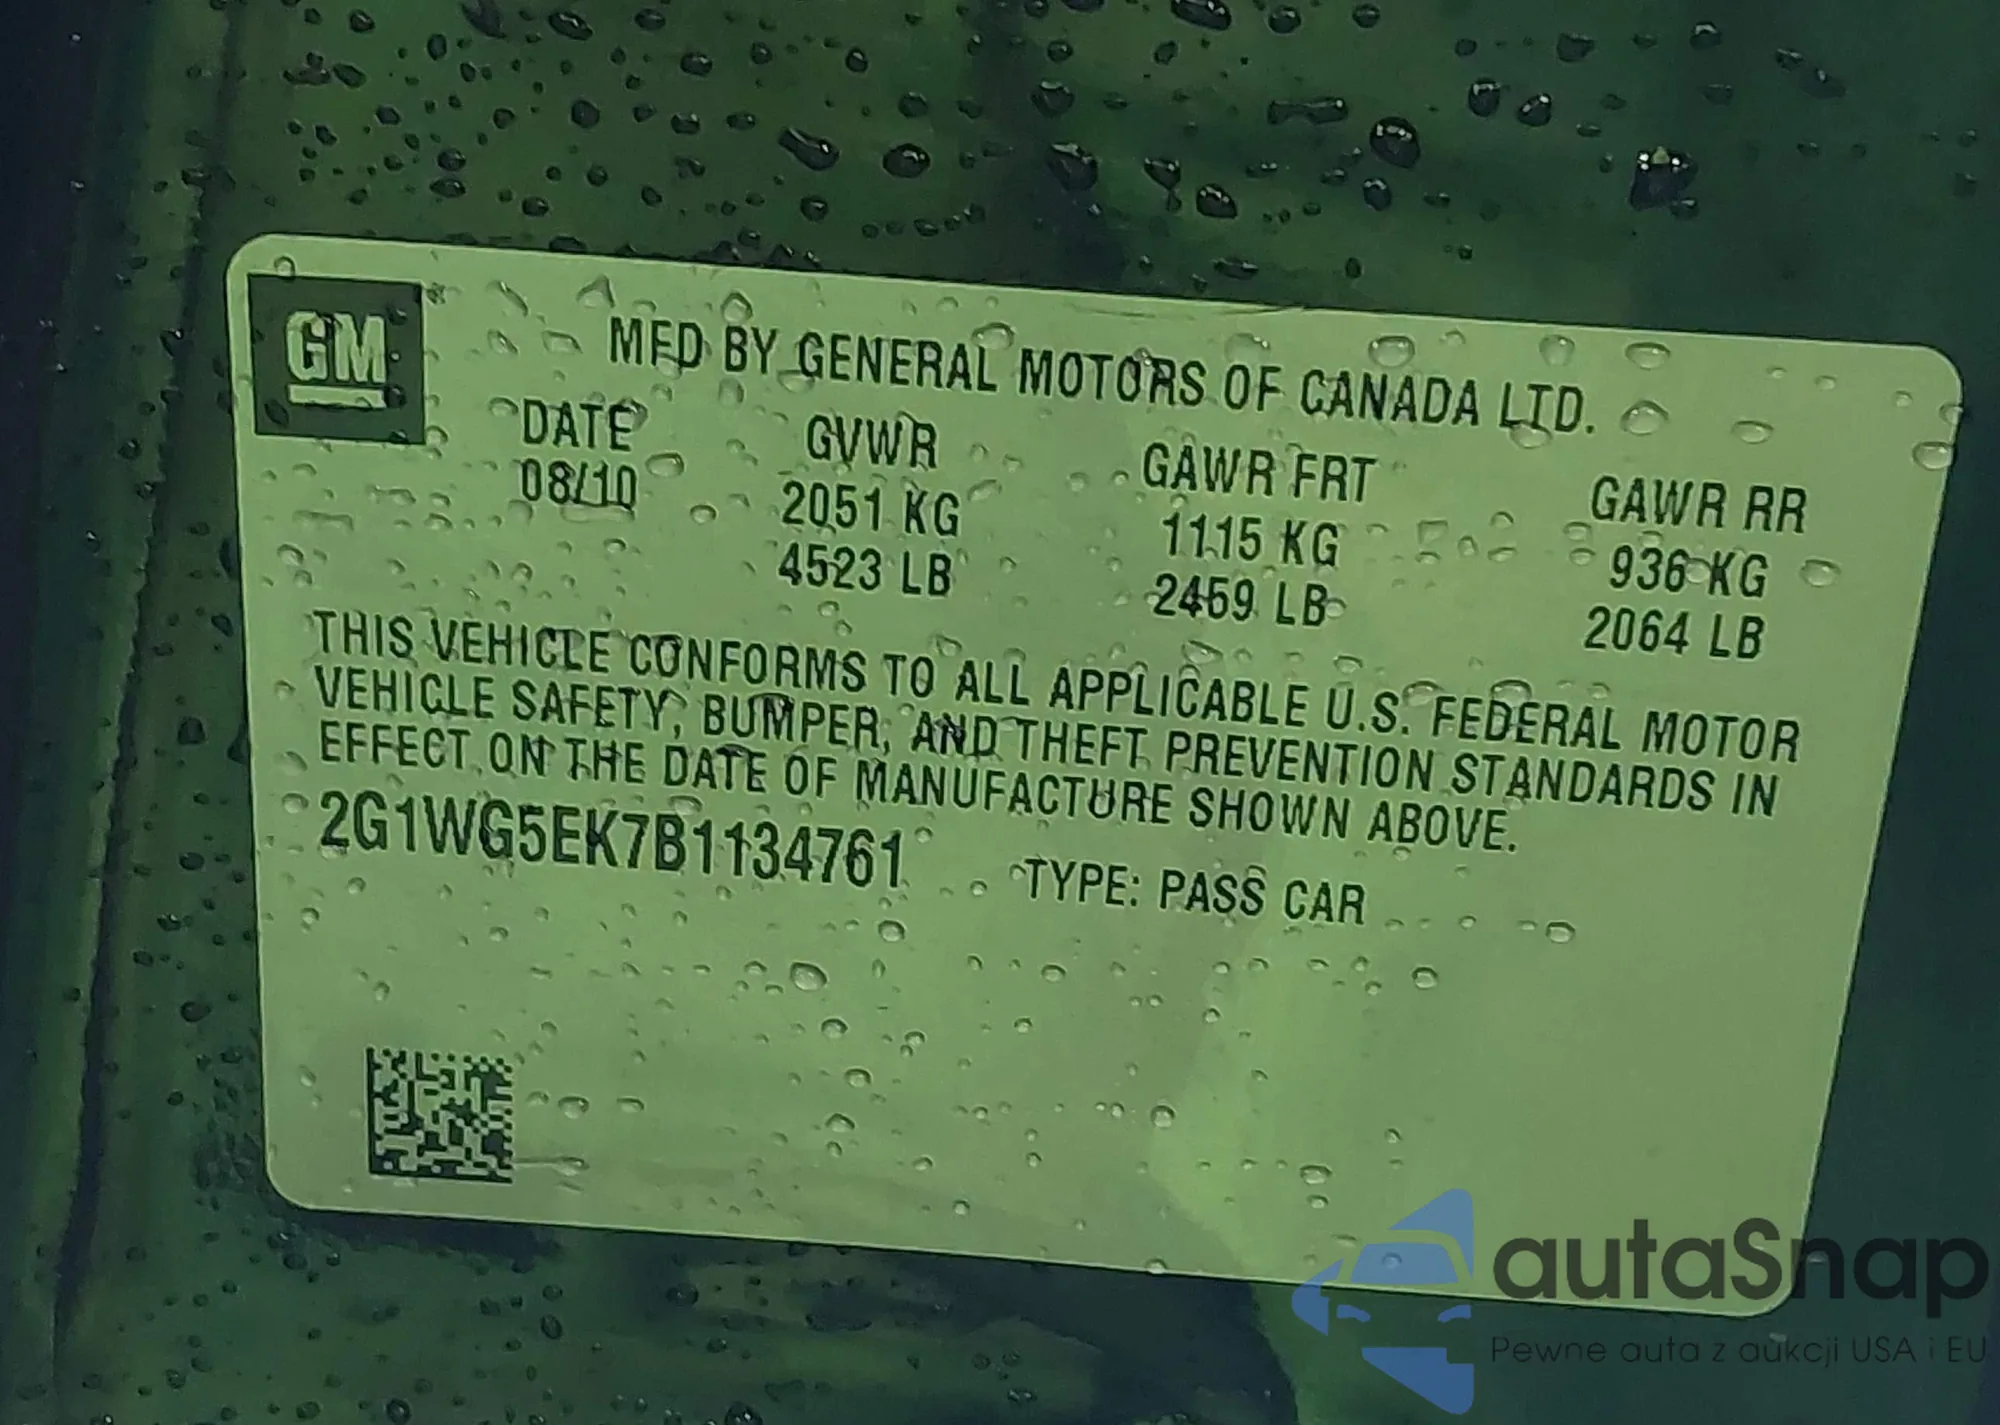 GM
MFD BY GENERAL MOTORS OF CANADA LTD.
DATE GVWR GAWR FRT GAWR RR
08/10 2051 KG 1115 KG 936 KG
4523 LB 2459 LB 2064 LB
THIS VEHICLE CONFORMS TO ALL APPLICABLE U.S. FEDERAL MOTOR
VEHICLE SAFETY, BUMPER, AND THEFT PREVENTION STANDARDS IN
EFFECT ON THE DATE OF MANUFACTURE SHOWN ABOVE.
2G1WG5EK7B1134761 TYPE: PASS CAR
autaSnap
Pewne auta z aukcji USA i EU